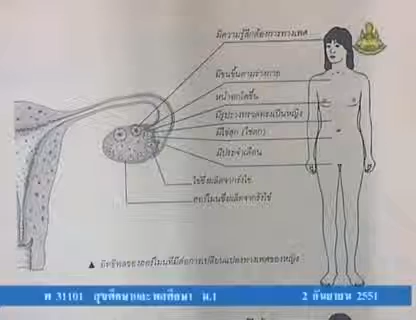 มีความรู้สึกต้องการทางเพศ
มีขนขึ้นตามร่างกาย
หน้าอกโตขึ้น
มีรูปร่างทรวดทรงเป็นหญิง
มีไข่สุก (ไข่ตก)
มีประจำเดือน
ไข่ซึ่งผลิตจากรังไข่
ฮอร์โมนซึ่งผลิตจากรังไข่
▲ อิทธิพลของฮอร์โมนที่มีต่อการเปลี่ยนแปลงทางเพศของหญิง
พ 31101 สุขศึกษาและพลศึกษา ม.1
2 กันยายน 2551